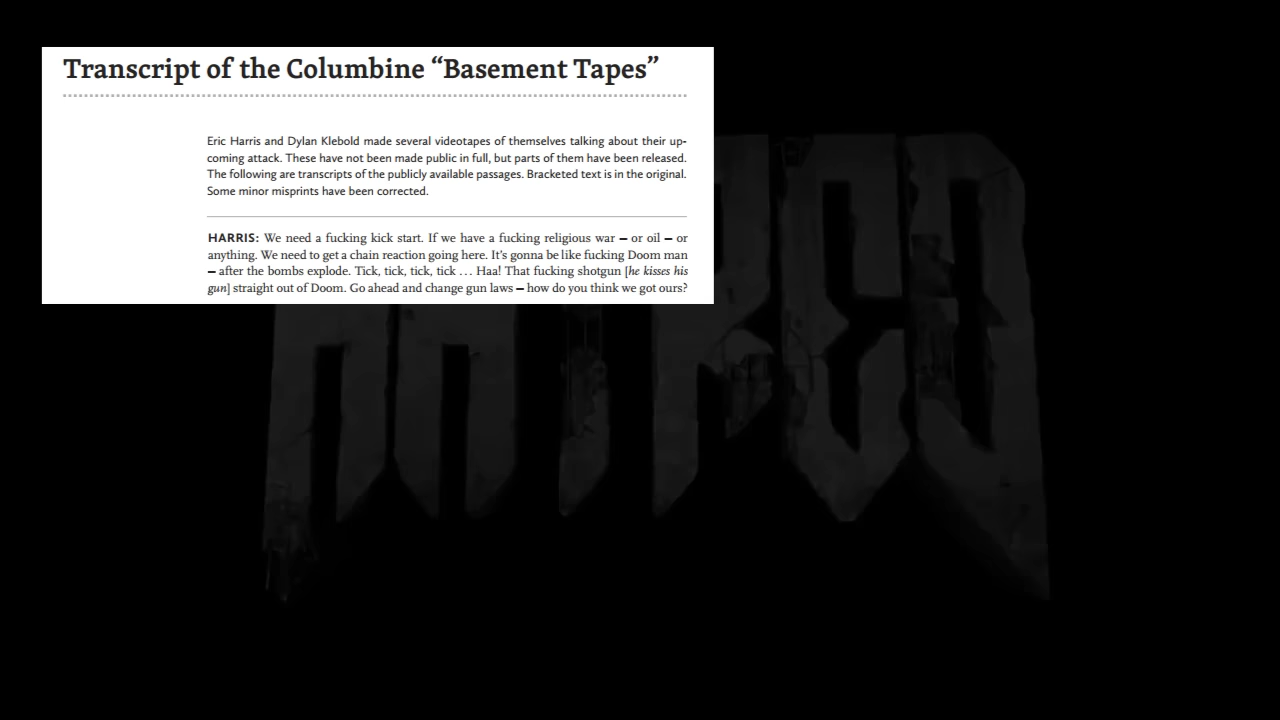 Transcript of the Columbine “Basement Tapes”
Eric Harris and Dylan Klebold made several videotapes of themselves talking about their up-
coming attack. These have not been made public in full, but parts of them have been released.
The following are transcripts of the publicly available passages. Bracketed text is in the original.
Some minor misprints have been corrected.
HARRIS: We need a fucking kick start. If we have a fucking religious war – or oil – or
anything. We need to get a chain reaction going here. It’s gonna be like fucking Doom man
– after the bombs explode. Tick, tick, tick, tick ... Haa! That fucking shotgun [he kisses his
gun] straight out of Doom. Go ahead and change gun laws – how do you think we got ours?